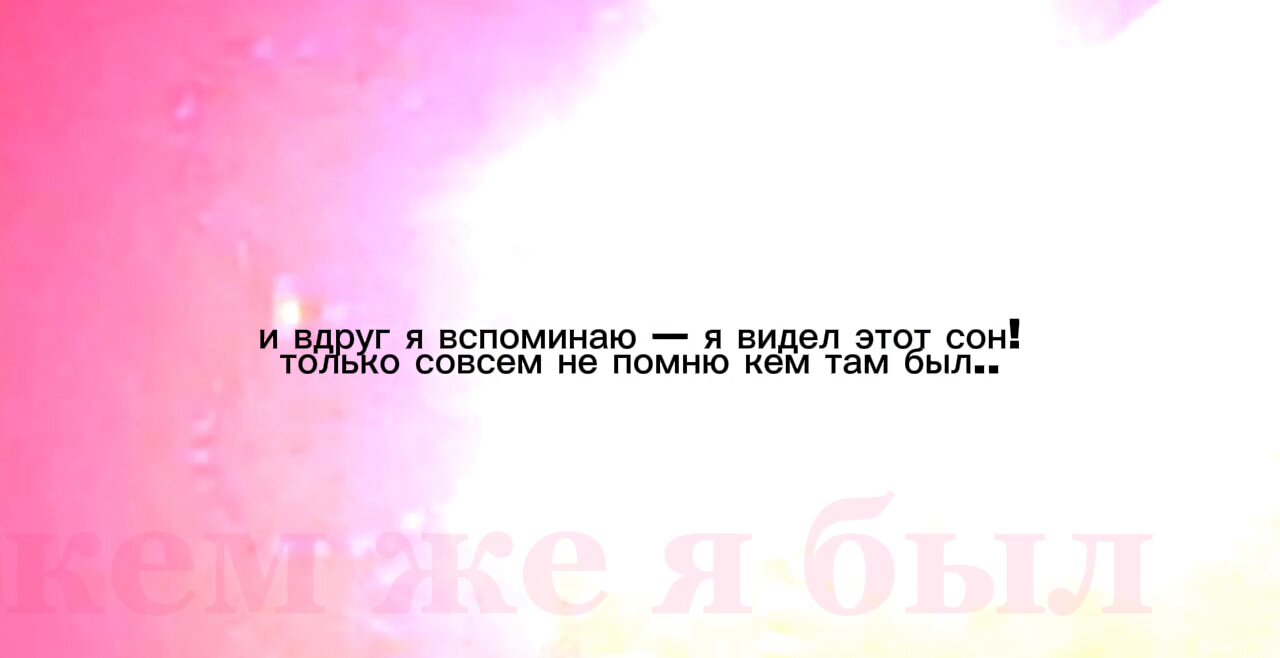 и вдруг я вспоминаю — я видел этот сон!
только совсем не помню кем там был..
кем же я был